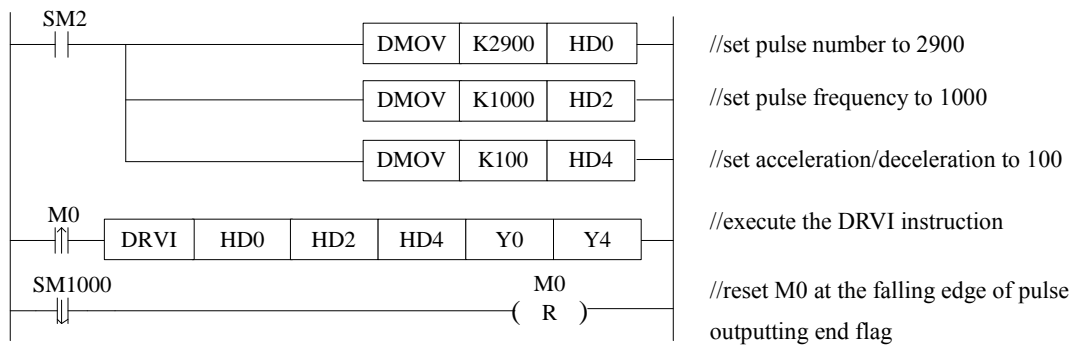 SM2
DMOV K2900 HD0 //set pulse number to 2900
DMOV K1000 HD2 //set pulse frequency to 1000
DMOV K100 HD4 //set acceleration/deceleration to 100
M0
DRVI HD0 HD2 HD4 Y0 Y4 //execute the DRVI instruction
SM1000 M0
( R ) //reset M0 at the falling edge of pulse
outputting end flag